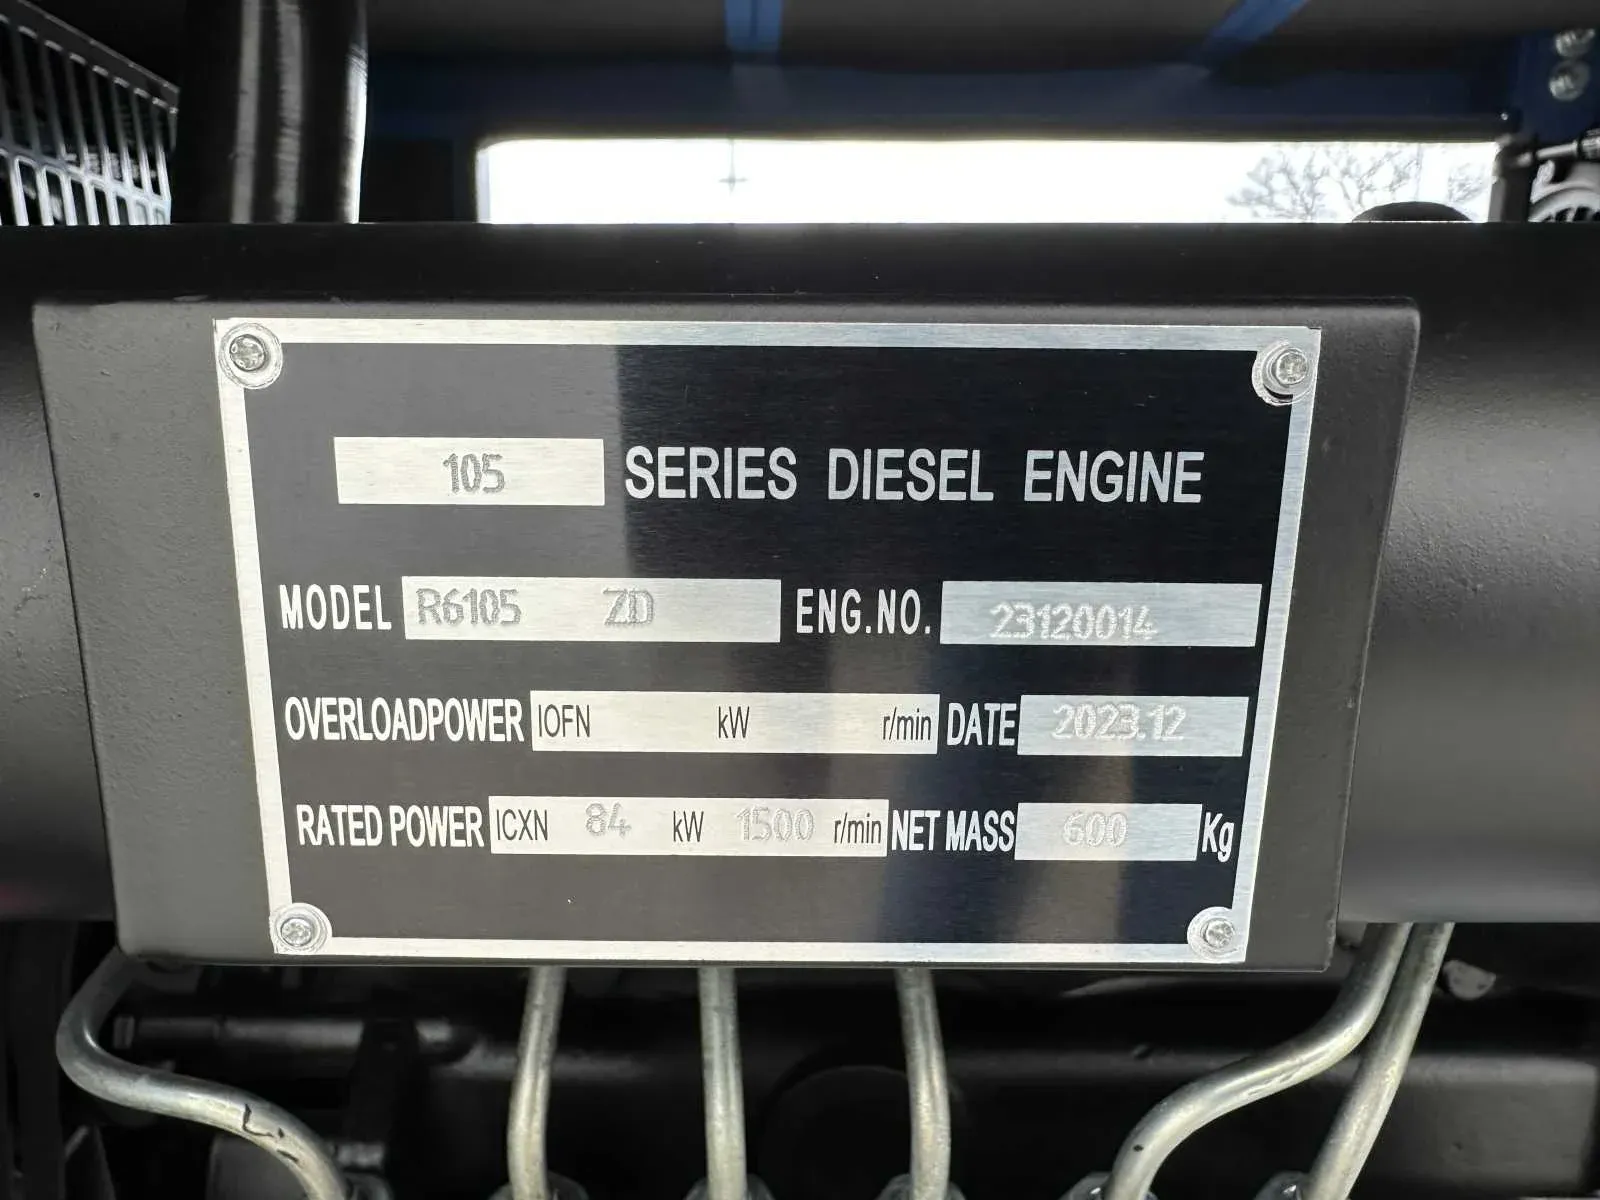 105 SERIES DIESEL ENGINE
MODEL R6105 ZD ENG.NO. 23120014
OVERLOADPOWER IOFN kW r/min DATE 2023.12
RATED POWER ICXN 84 kW 1500 r/min NET MASS 600 Kg